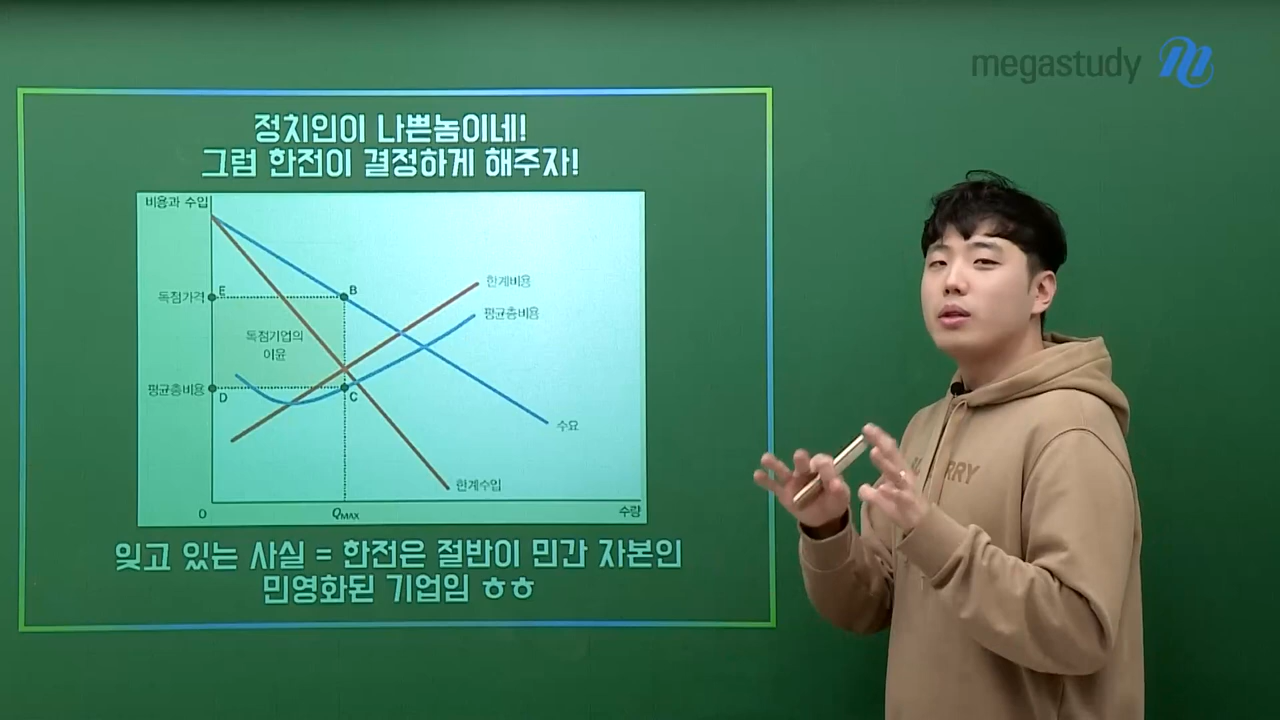 megastudy
정치인이 나쁜놈이네!
그럼 한전이 결정하게 해주자!
비용과 수입
한계비용
E
B
독점가격
평균총비용
독점기업의
이윤
평균총비용
D
C
수요
한계수입
0
QMAX
수량
잊고 있는 사실 = 한전은 절반이 민간 자본인
민영화된 기업임 ㅎㅎ